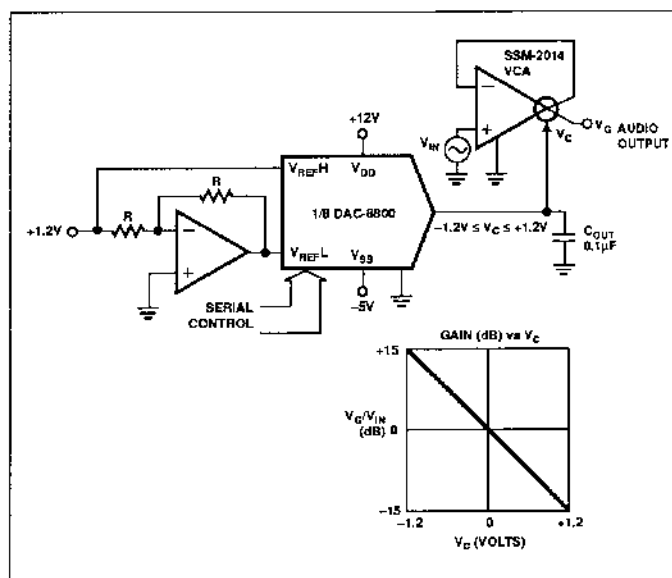 SSM-2014
VCA
+12V
V_IN
V_C
V_G AUDIO
OUTPUT
V_REFH V_DD
R
R
+1.2V
1/8 DAC-8800
−1.2V ≤ V_C ≤ +1.2V
C_OUT
0.1µF
V_REFL V_SS
−5V
SERIAL
CONTROL
GAIN (dB) vs V_C
+15
V_G/V_IN
(dB) 0
−15
−1.2 0 +1.2
V_C (VOLTS)